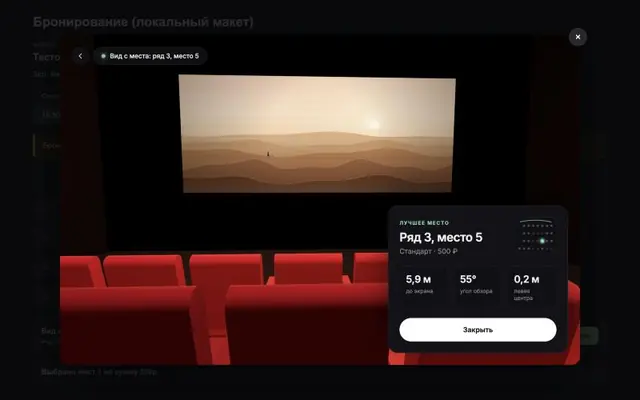 Бронирование (локальный макет)
Вид с места: ряд 3, место 5
ЛУЧШЕЕ МЕСТО
Ряд 3, место 5
Стандарт · 500 ₽
5,9 м
до экрана
55°
угол обзора
0,2 м
левее
центра
Закрыть